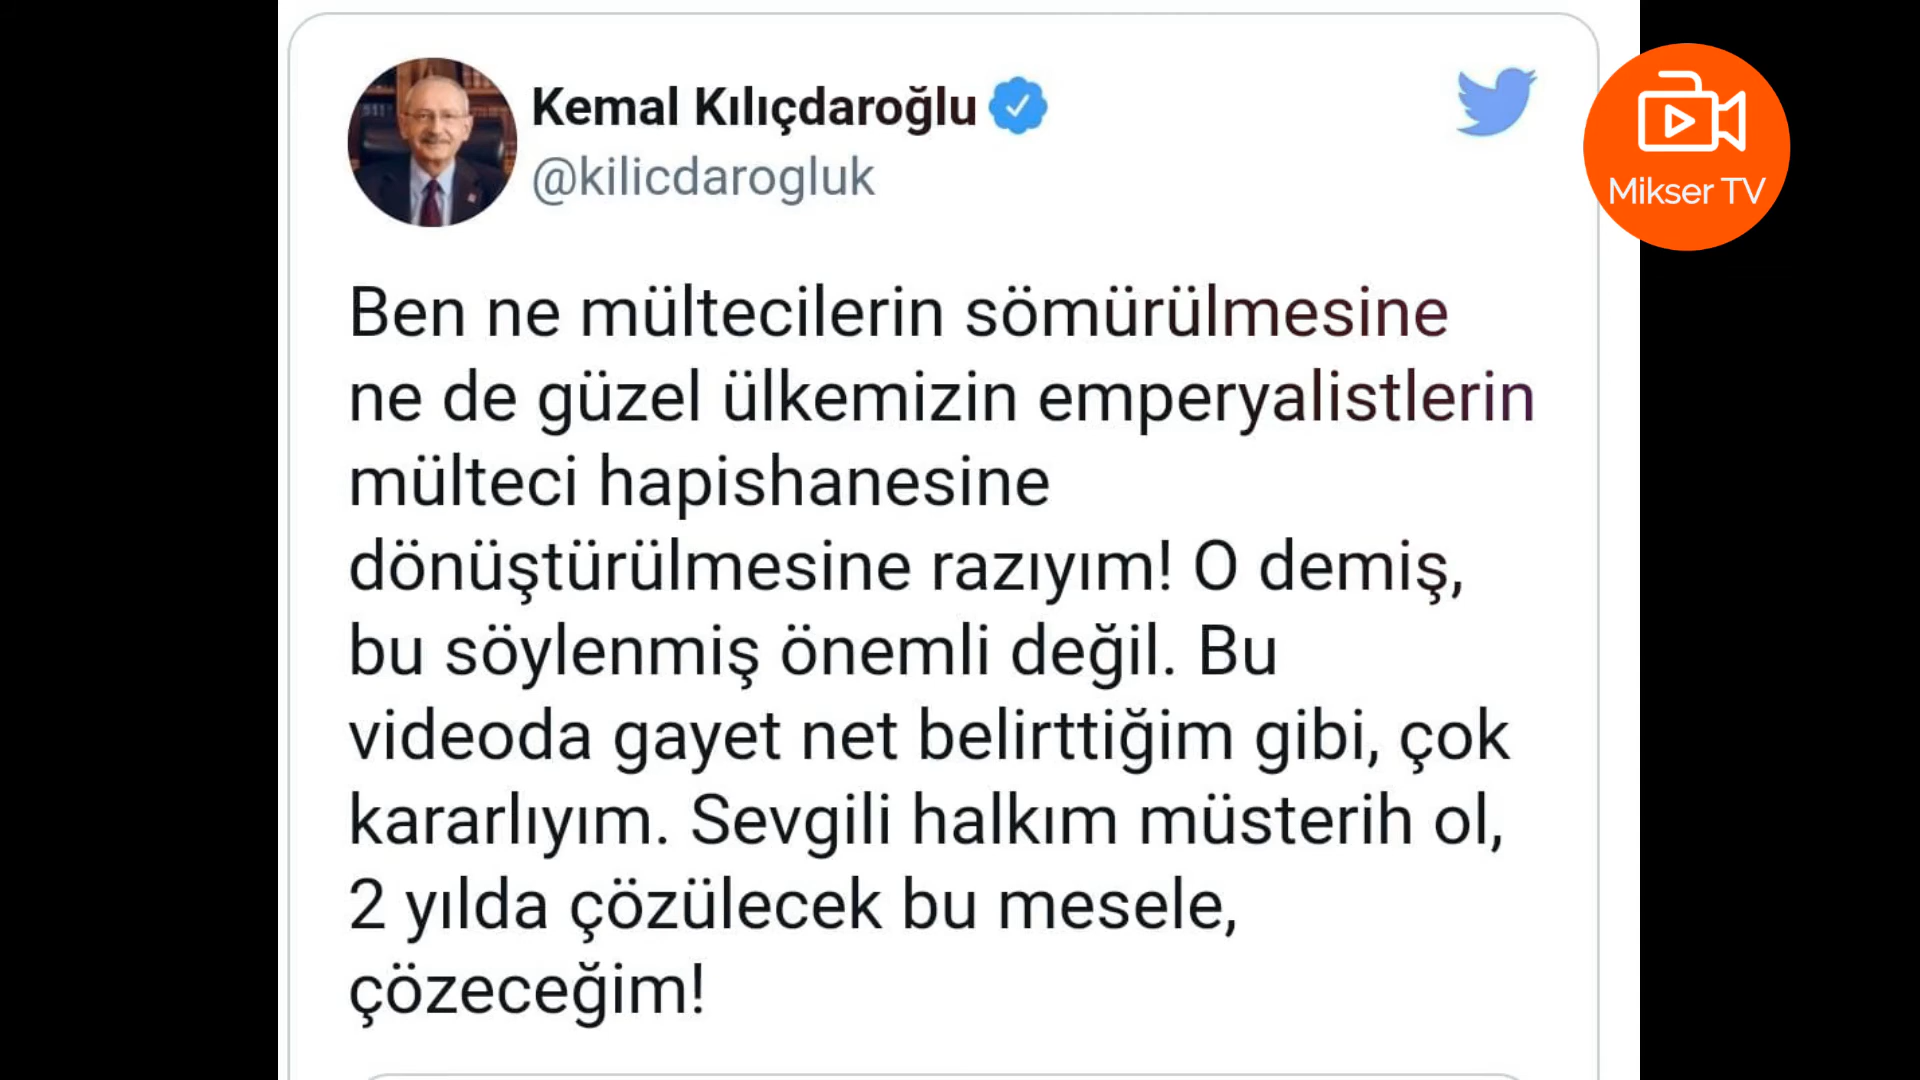 Kemal Kılıçdaroğlu
@kilicdarogluk
Mikser TV
Ben ne mültecilerin sömürülmesine
ne de güzel ülkemizin emperyalistlerin
mülteci hapishanesine
dönüştürülmesine razıyım! O demiş,
bu söylenmiş önemli değil. Bu
videoda gayet net belirttiğim gibi, çok
kararlıyım. Sevgili halkım müsterih ol,
2 yılda çözülecek bu mesele,
çözeceğim!